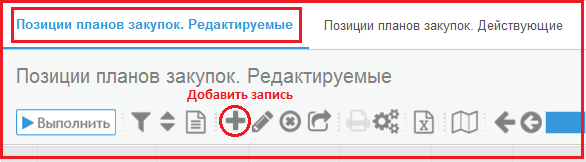 Позиции планов закупок. Редактируемые Позиции планов закупок. Действующие
Позиции планов закупок. Редактируемые
Добавить запись
Выполнить